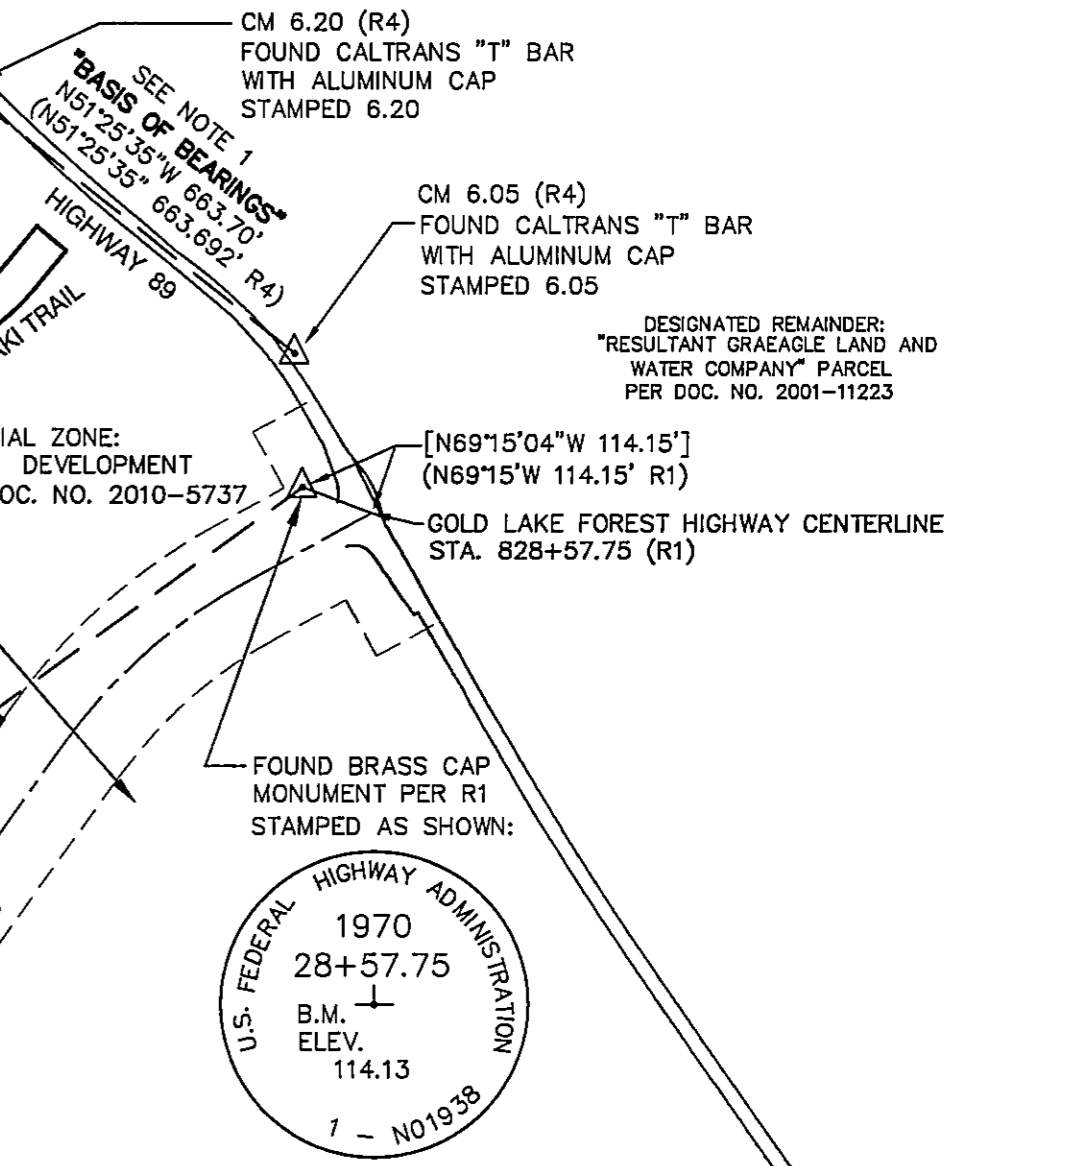 CM 6.20 (R4)
FOUND CALTRANS "T" BAR
WITH ALUMINUM CAP
STAMPED 6.20
SEE NOTE 1
"BASIS OF BEARINGS"
N51°25'35"W 663.70'
(N51°25'35" 663.692' R4)
HIGHWAY 89
CM 6.05 (R4)
FOUND CALTRANS "T" BAR
WITH ALUMINUM CAP
STAMPED 6.05
DESIGNATED REMAINDER:
"RESULTANT GRAEAGLE LAND AND
WATER COMPANY" PARCEL
PER DOC. NO. 2001-11223
TRAIL
IAL ZONE:
DEVELOPMENT
OC. NO. 2010-5737
[N69°15'04"W 114.15']
(N69°15'W 114.15' R1)
GOLD LAKE FOREST HIGHWAY CENTERLINE
STA. 828+57.75 (R1)
FOUND BRASS CAP
MONUMENT PER R1
STAMPED AS SHOWN:
U.S. FEDERAL HIGHWAY ADMINISTRATION
1970
28+57.75
B.M.
ELEV.
114.13
1 - N01938